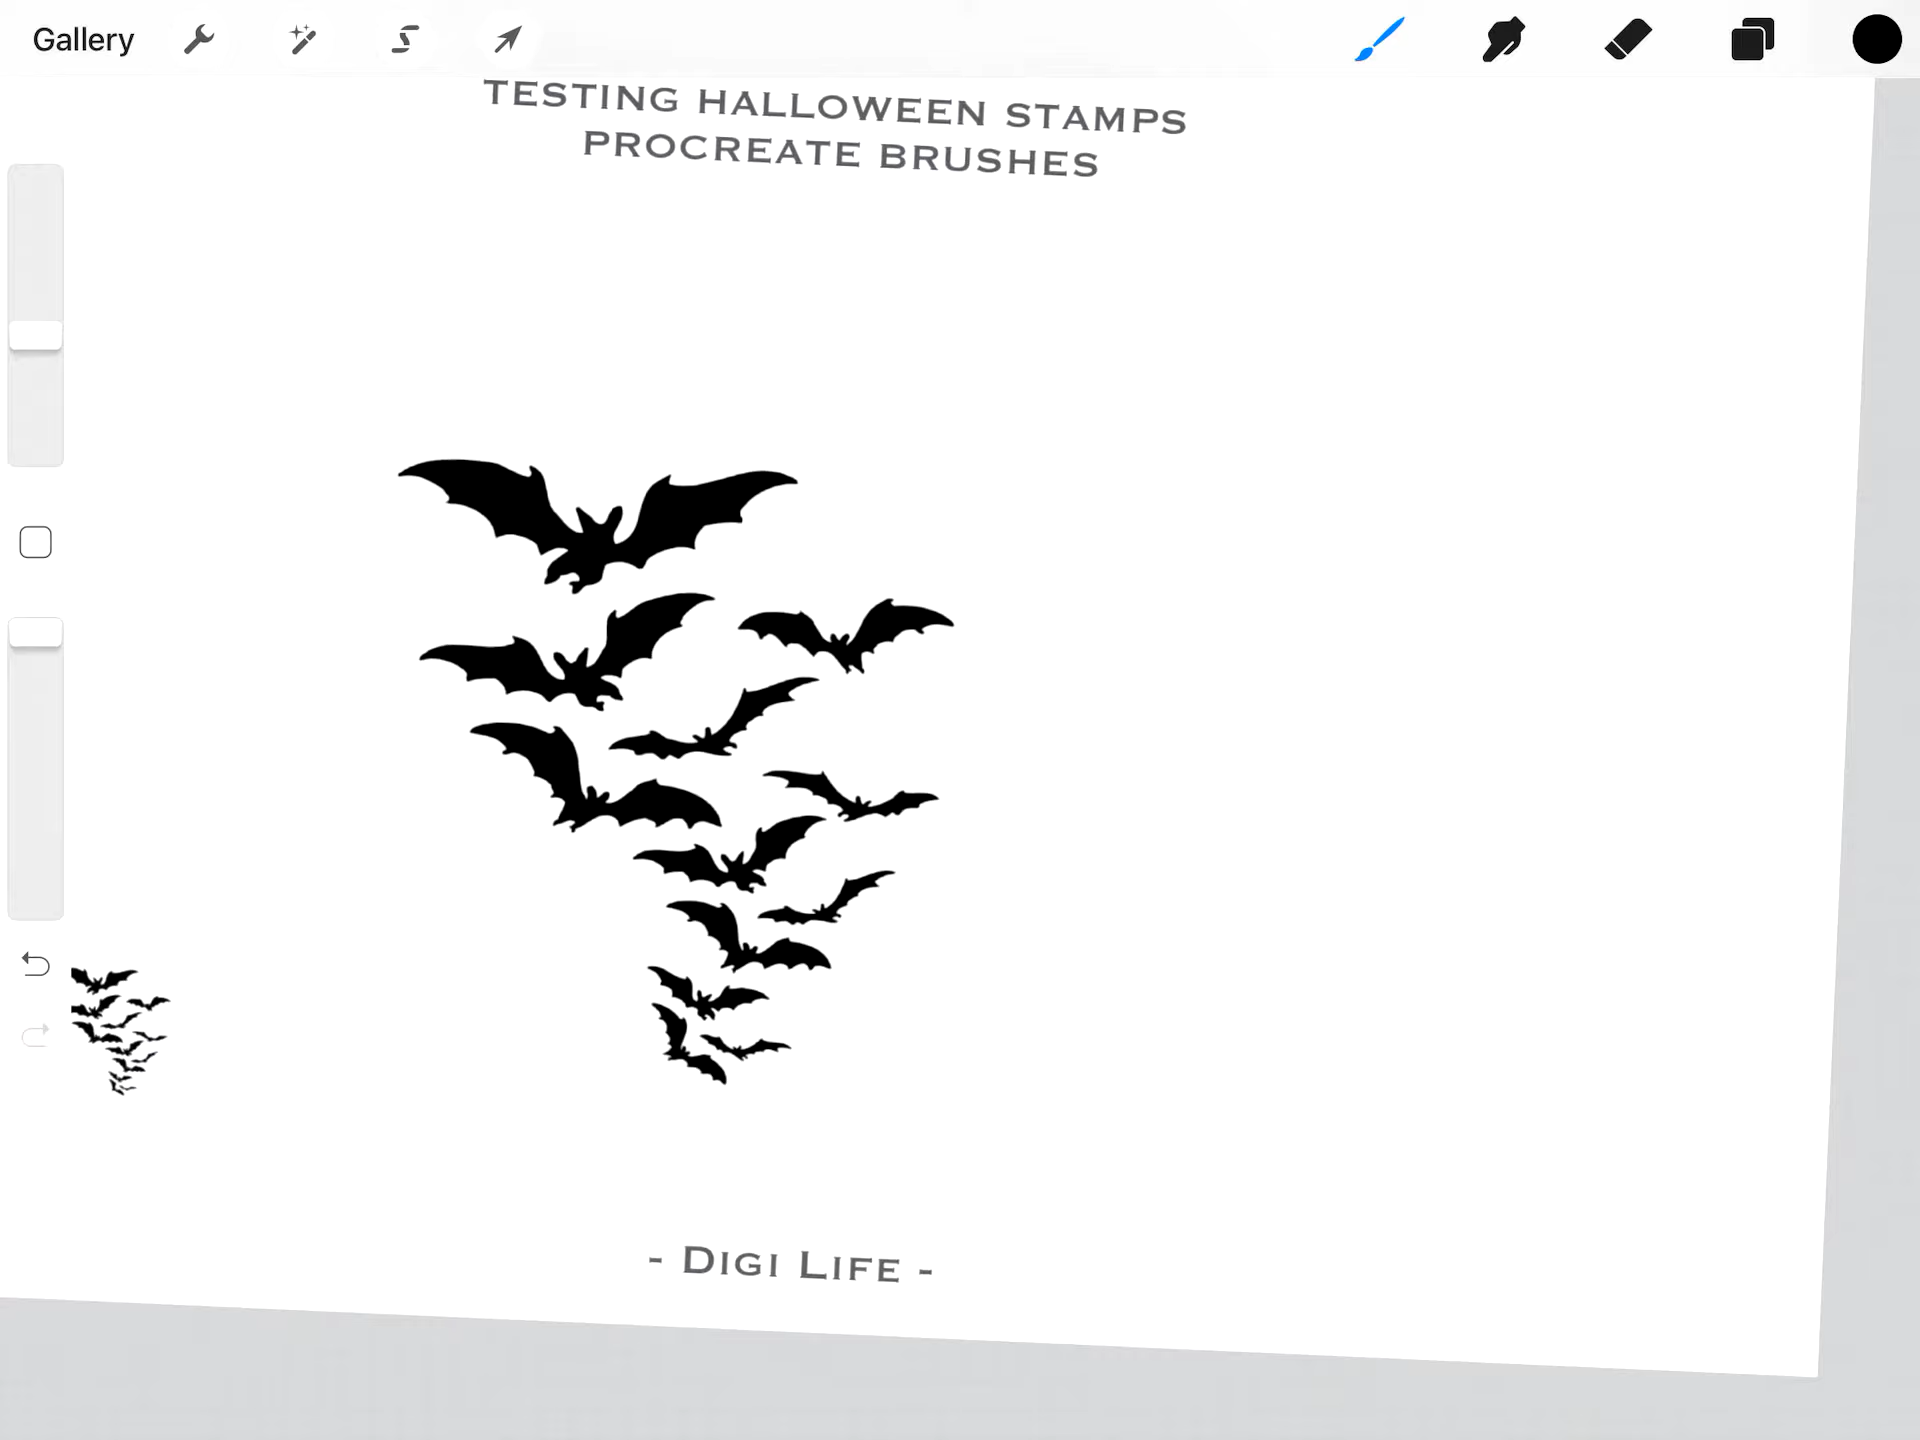 Gallery
TESTING HALLOWEEN STAMPS
PROCREATE BRUSHES
- DIGI LIFE -